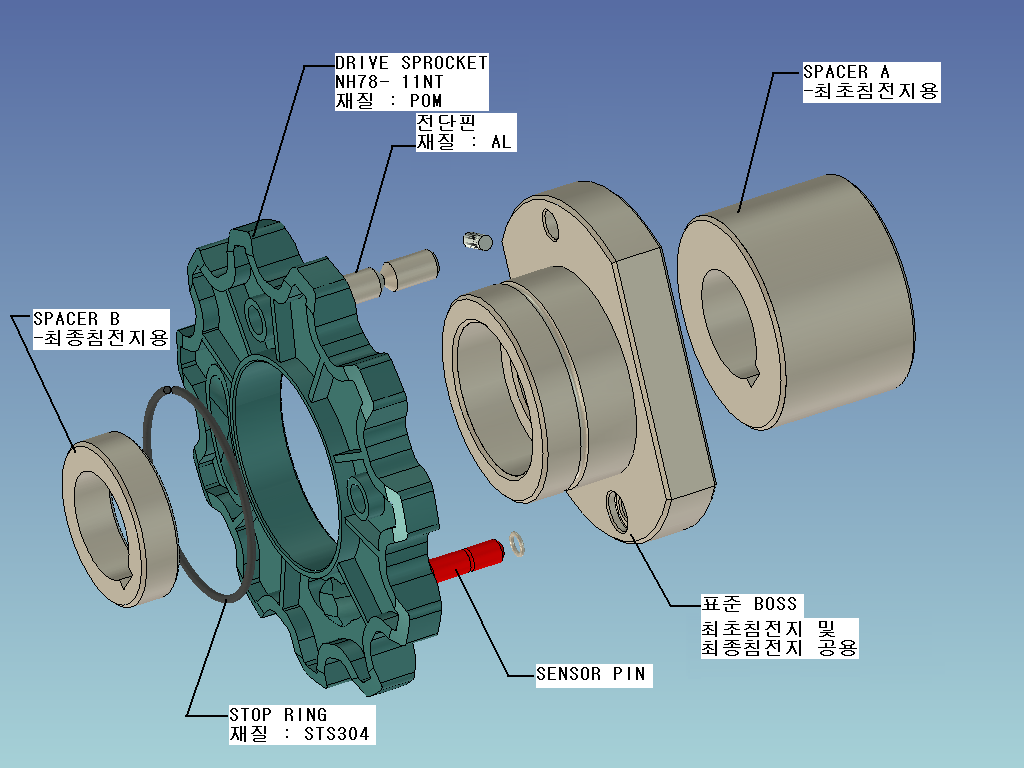 DRIVE SPROCKET
NH78- 11NT
재질 : POM
전단핀
재질 : AL
SPACER A
-최초침전지용
SPACER B
-최종침전지용
표준 BOSS
최초침전지 및
최종침전지 공용
SENSOR PIN
STOP RING
재질 : STS304